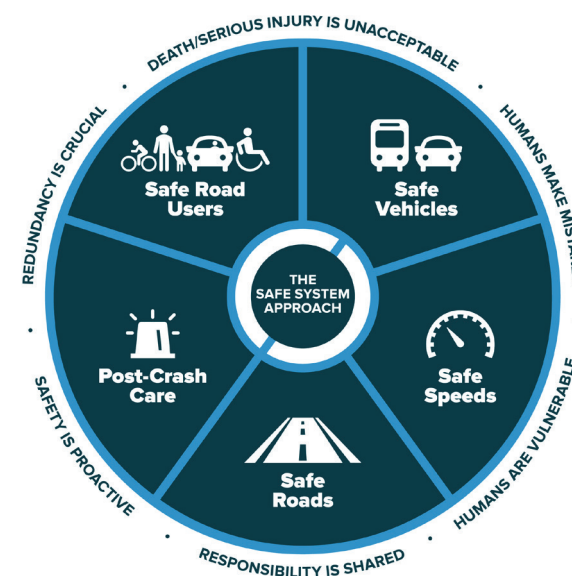 DEATH/SERIOUS INJURY IS UNACCEPTABLE
HUMANS MAKE
HUMANS ARE VULNERABLE
RESPONSIBILITY IS SHARED
SAFETY IS PROACTIVE
REDUNDANCY IS CRUCIAL
Safe Road
Users
Safe
Vehicles
THE
SAFE SYSTEM
APPROACH
Post-Crash
Care
Safe
Speeds
Safe
Roads